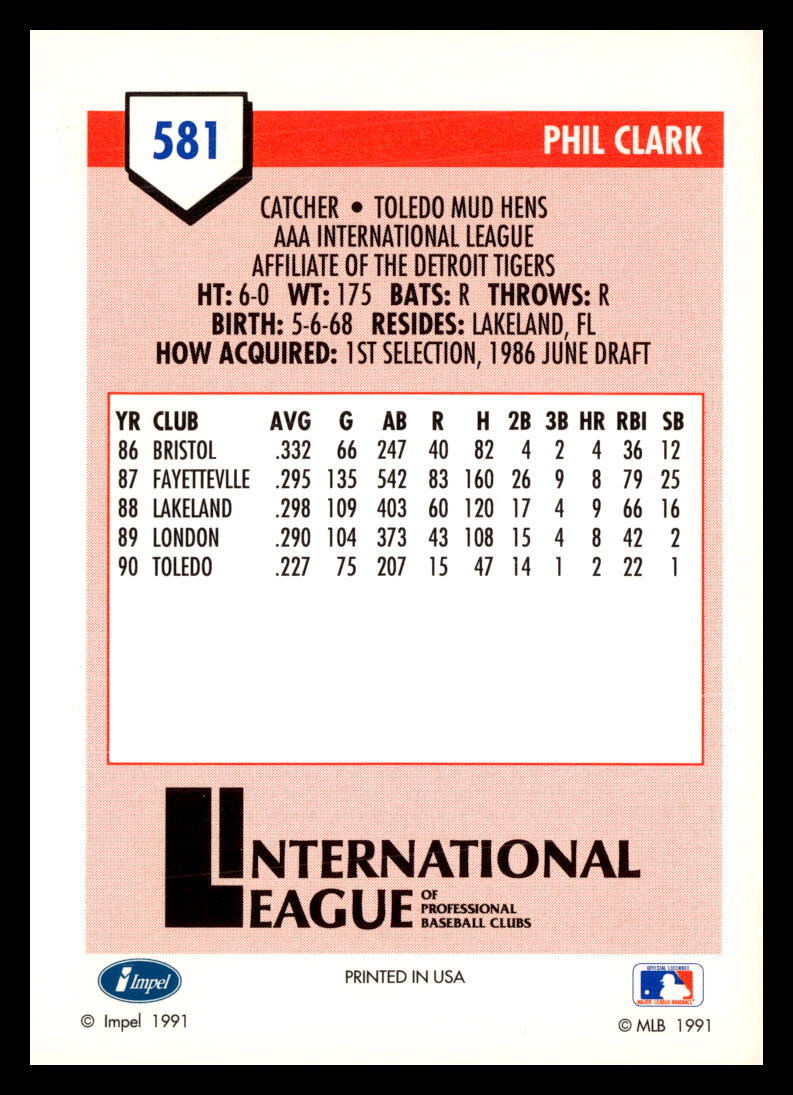 581
PHIL CLARK
CATCHER • TOLEDO MUD HENS
AAA INTERNATIONAL LEAGUE
AFFILIATE OF THE DETROIT TIGERS
HT: 6-0 WT: 175 BATS: R THROWS: R
BIRTH: 5-6-68 RESIDES: LAKELAND, FL
HOW ACQUIRED: 1ST SELECTION, 1986 JUNE DRAFT
YR CLUB AVG G AB R H 2B 3B HR RBI SB
86 BRISTOL .332 66 247 40 82 4 2 4 36 12
87 FAYETTEVLLE .295 135 542 83 160 26 9 8 79 25
88 LAKELAND .298 109 403 60 120 17 4 9 66 16
89 LONDON .290 104 373 43 108 15 4 8 42 2
90 TOLEDO .227 75 207 15 47 14 1 2 22 1
INTERNATIONAL
LEAGUE OF
PROFESSIONAL
BASEBALL CLUBS
Impel
PRINTED IN USA
OFFICIAL LICENSEE
MAJOR LEAGUE BASEBALL
© Impel 1991
© MLB 1991